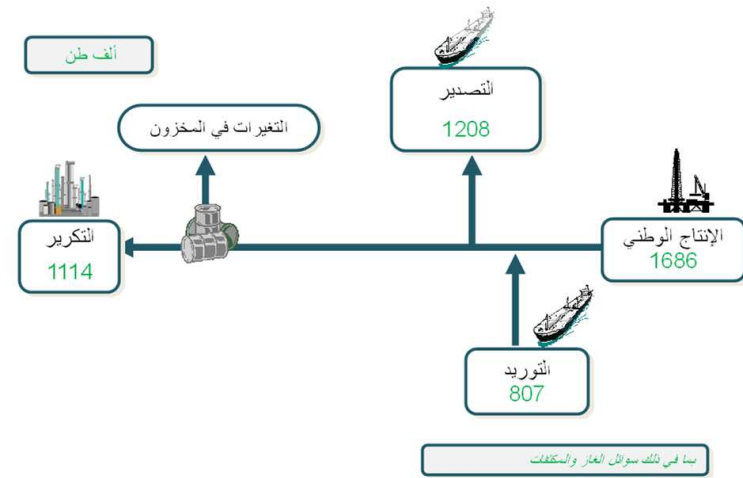 ألف طن
التصدير
1208
التغيرات في المخزون
الإنتاج الوطني
1686
التكرير
1114
التوريد
807
بما في ذلك سوائل الغاز والمكثفات